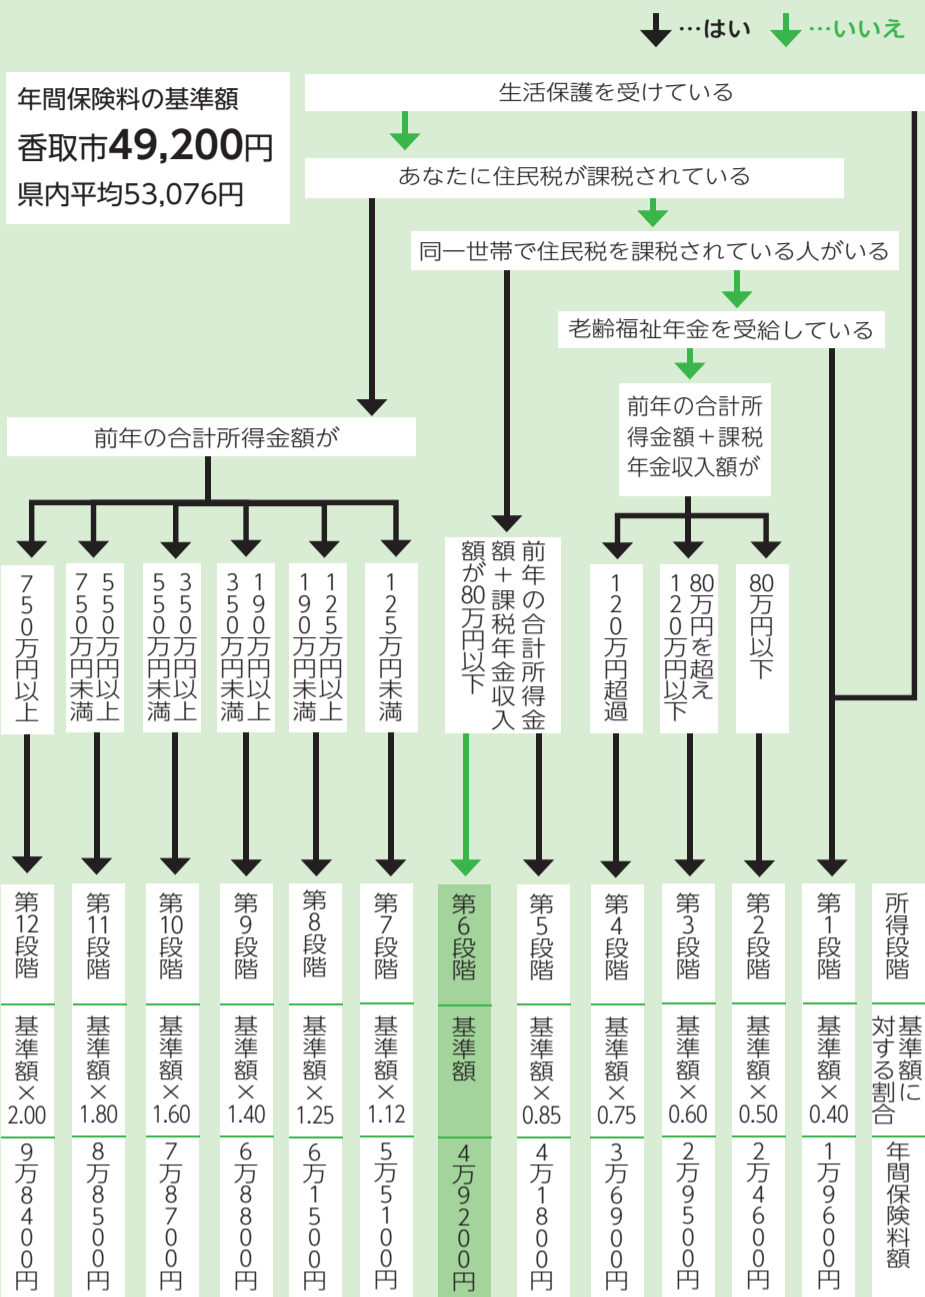 …はい
…いいえ
年間保険料の基準額
香取市49,200円
県内平均53,076円
生活保護を受けている
あなたに住民税が課税されている
同一世帯で住民税を課税されている人がいる
老齢福祉年金を受給している
前年の合計所
得金額＋課税
年金収入額が
前年の合計所得金額が
80万円以下
80万円を超え
120万円以下
120万円超過
前年の合計所得金
額＋課税年金収入
額が80万円以下
125万円未満
125万円以上
190万円未満
190万円以上
350万円未満
350万円以上
550万円未満
550万円以上
750万円未満
750万円以上
所得段階
第1段階
第2段階
第3段階
第4段階
第5段階
第6段階
第7段階
第8段階
第9段階
第10段階
第11段階
第12段階
基準額に
対する割合
基準額×0.40
基準額×0.50
基準額×0.60
基準額×0.75
基準額×0.85
基準額
基準額×1.12
基準額×1.25
基準額×1.40
基準額×1.60
基準額×1.80
基準額×2.00
年間保険料額
1万9600円
2万4600円
2万9500円
3万6900円
4万1800円
4万9200円
5万5100円
6万1500円
6万8800円
7万8700円
8万8500円
9万8400円